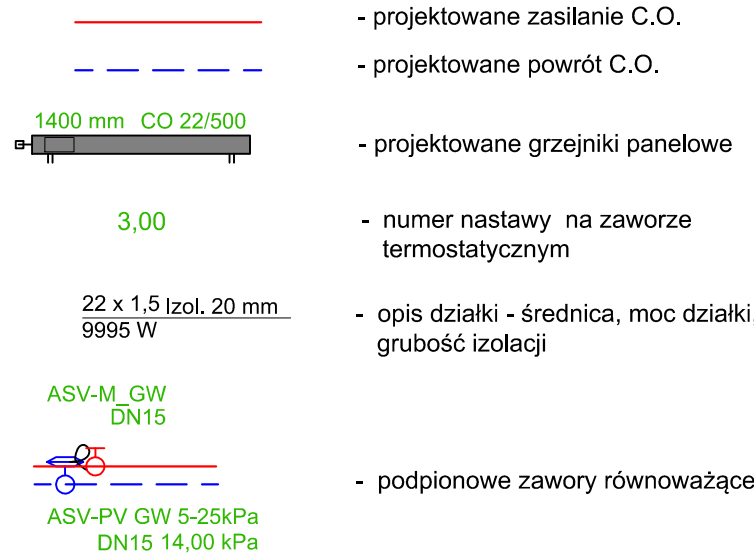 - projektowane zasilanie C.O.
- projektowane powrót C.O.
1400 mm CO 22/500
- projektowane grzejniki panelowe
3,00
- numer nastawy na zaworze
termostatycznym
22 x 1,5 Izol. 20 mm
9995 W
- opis działki - średnica, moc działki,
grubość izolacji
ASV-M_GW
DN15
- podpionowe zawory równoważące
ASV-PV GW 5-25kPa
DN15 14,00 kPa